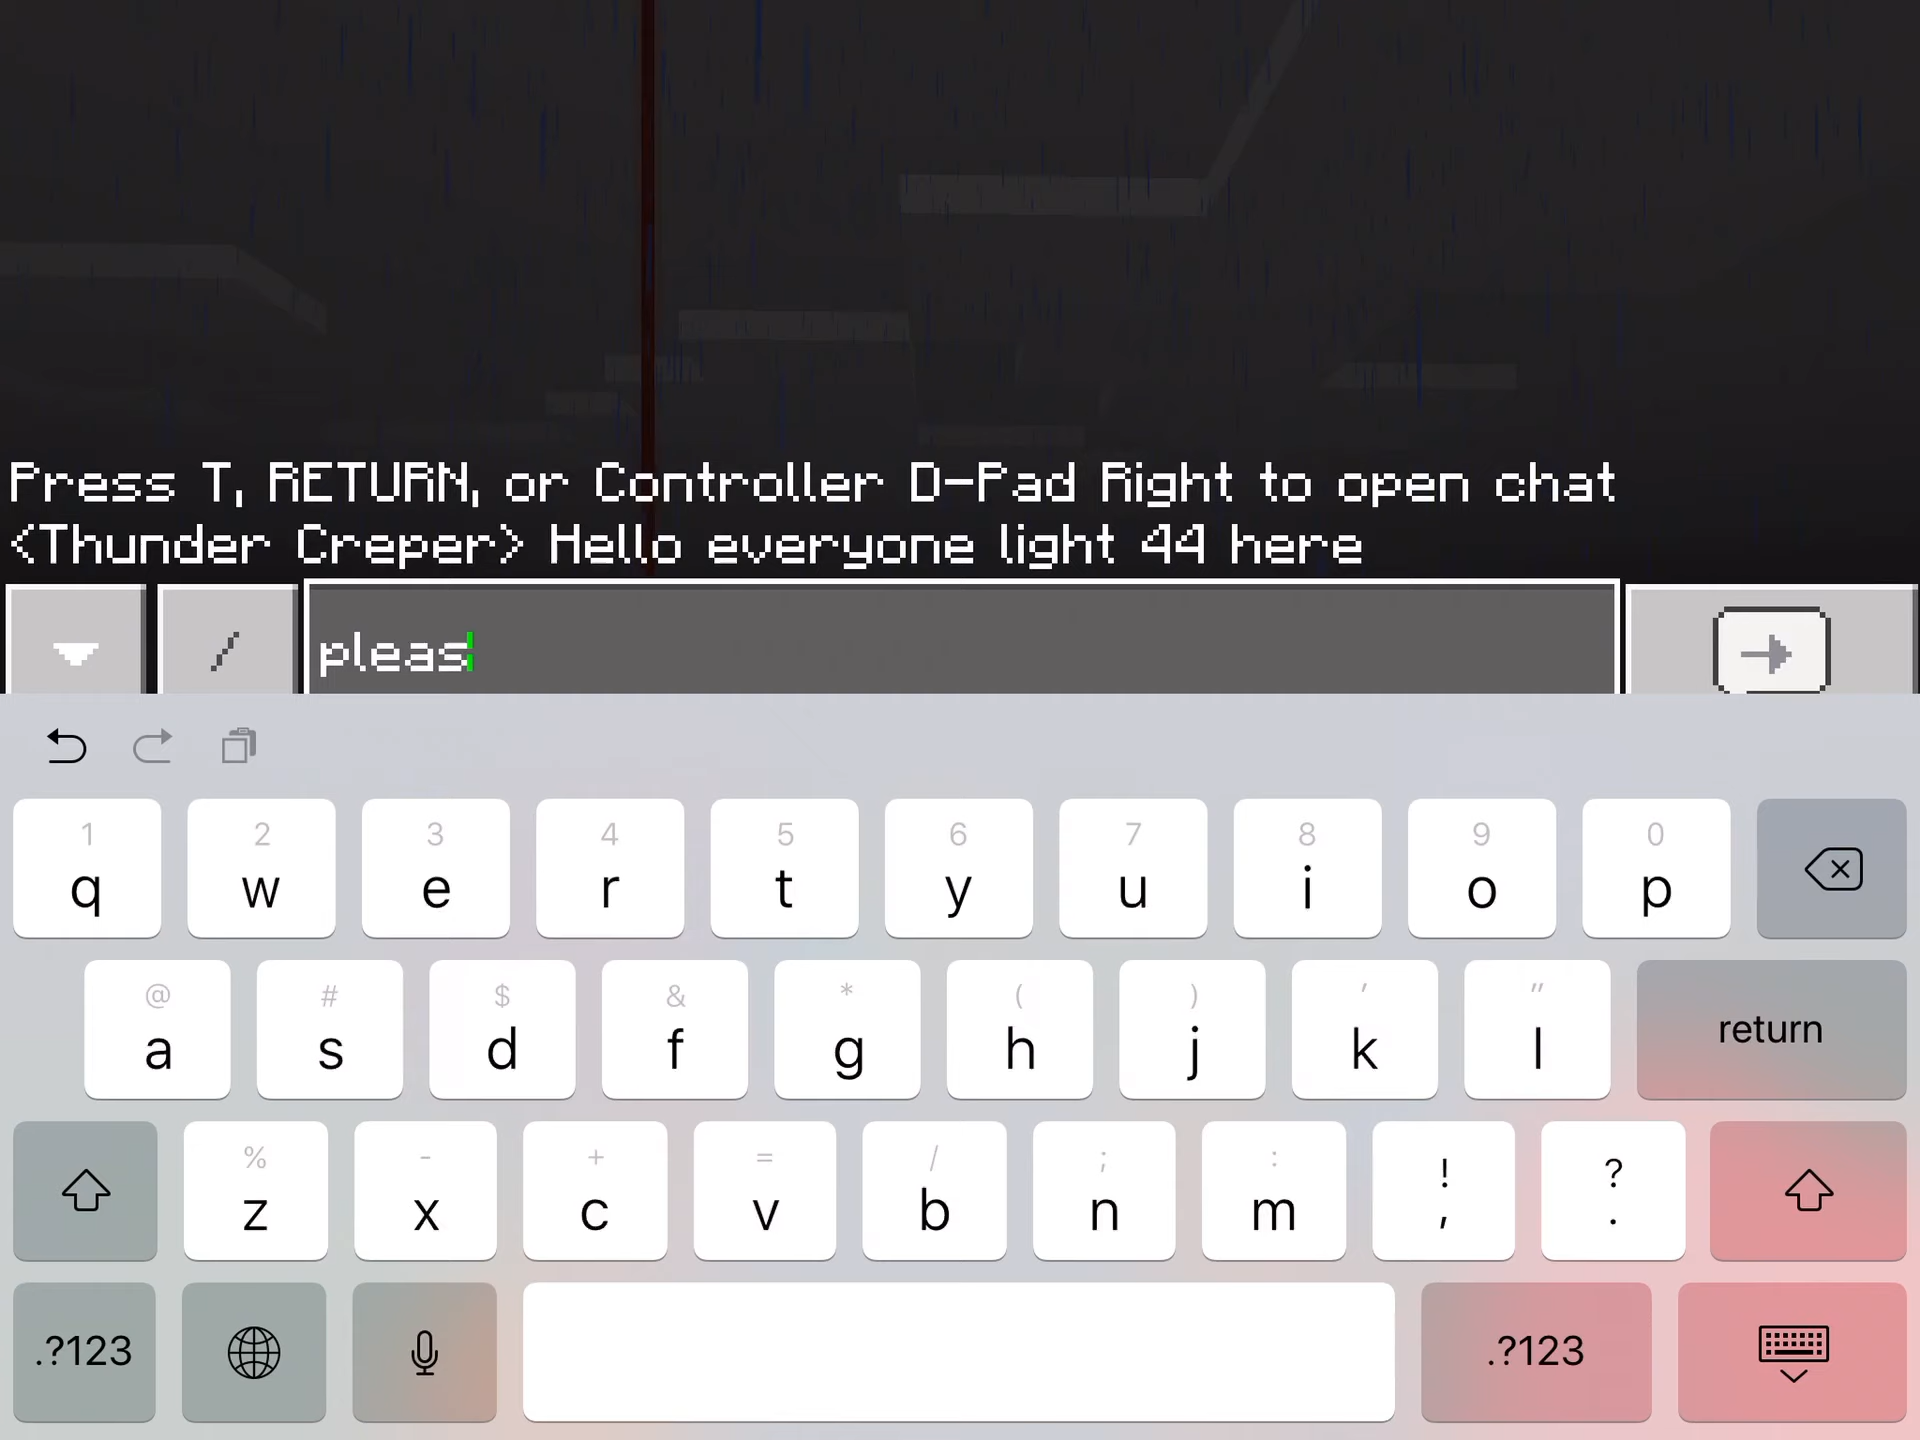 Press T, RETURN, or Controller D-Pad Right to open chat
<Thunder Creper> Hello everyone light 44 here
/ pleas
1 2 3 4 5 6 7 8 9 0
q w e r t y u i o p
@ # $ & * ( ) ' "
a s d f g h j k l return
% - + = / ; : ! ?
z x c v b n m , .
.?123 .?123